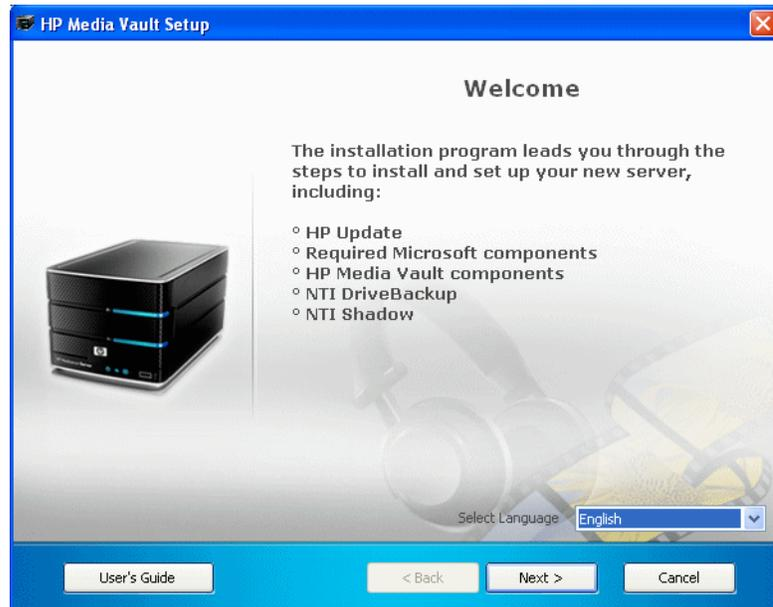 HP Media Vault Setup
Welcome
The installation program leads you through the
steps to install and set up your new server,
including:
° HP Update
° Required Microsoft components
° HP Media Vault components
° NTI DriveBackup
° NTI Shadow
hp
Select Language English
User's Guide
< Back
Next >
Cancel